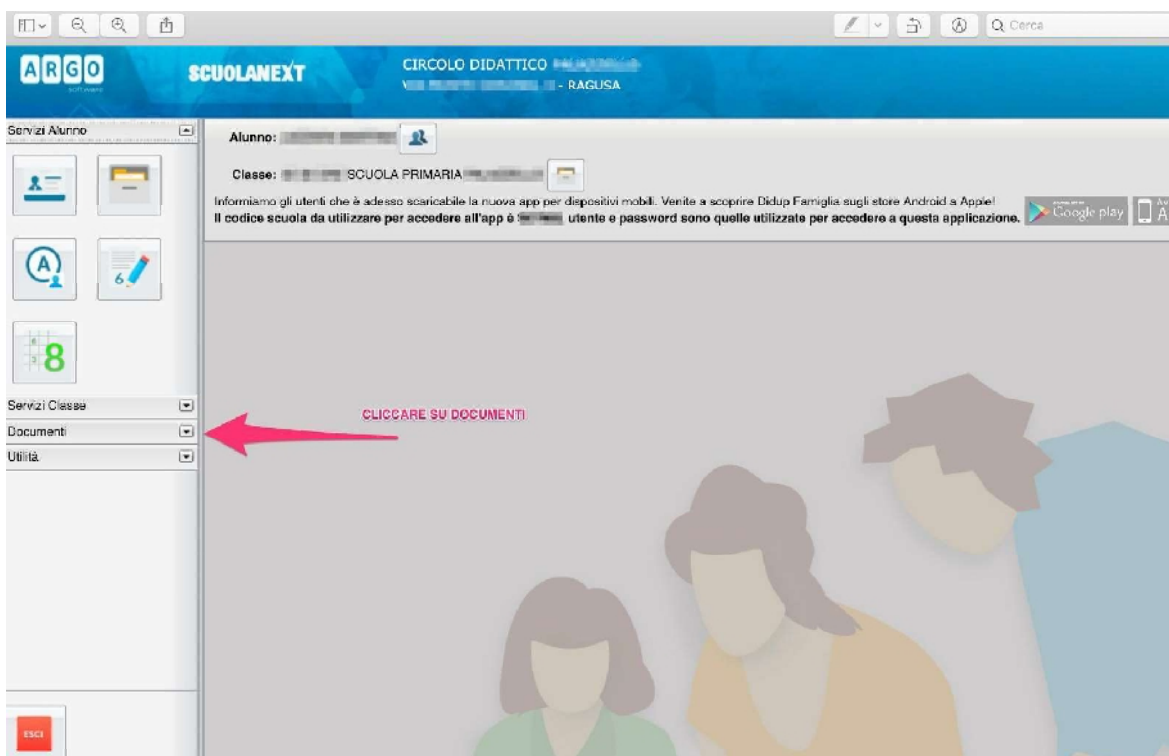 Cerca
ARGO
SOFTWARE
SCUOLANEXT
CIRCOLO DIDATTICO
- RAGUSA
Servizi Alunno
Alunno:
Classe: SCUOLA PRIMARIA
Informiamo gli utenti che è adesso scaricabile la nuova app per dispositivi mobili. Venite a scoprire Didup Famiglia sugli store Android a Apple!
Il codice scuola da utilizzare per accedere all'app è utente e password sono quelle utilizzate per accedere a questa applicazione.
Google play
A
6
8
Servizi Classe
Documenti
Utilità
CLICCARE SU DOCUMENTI
ESCI